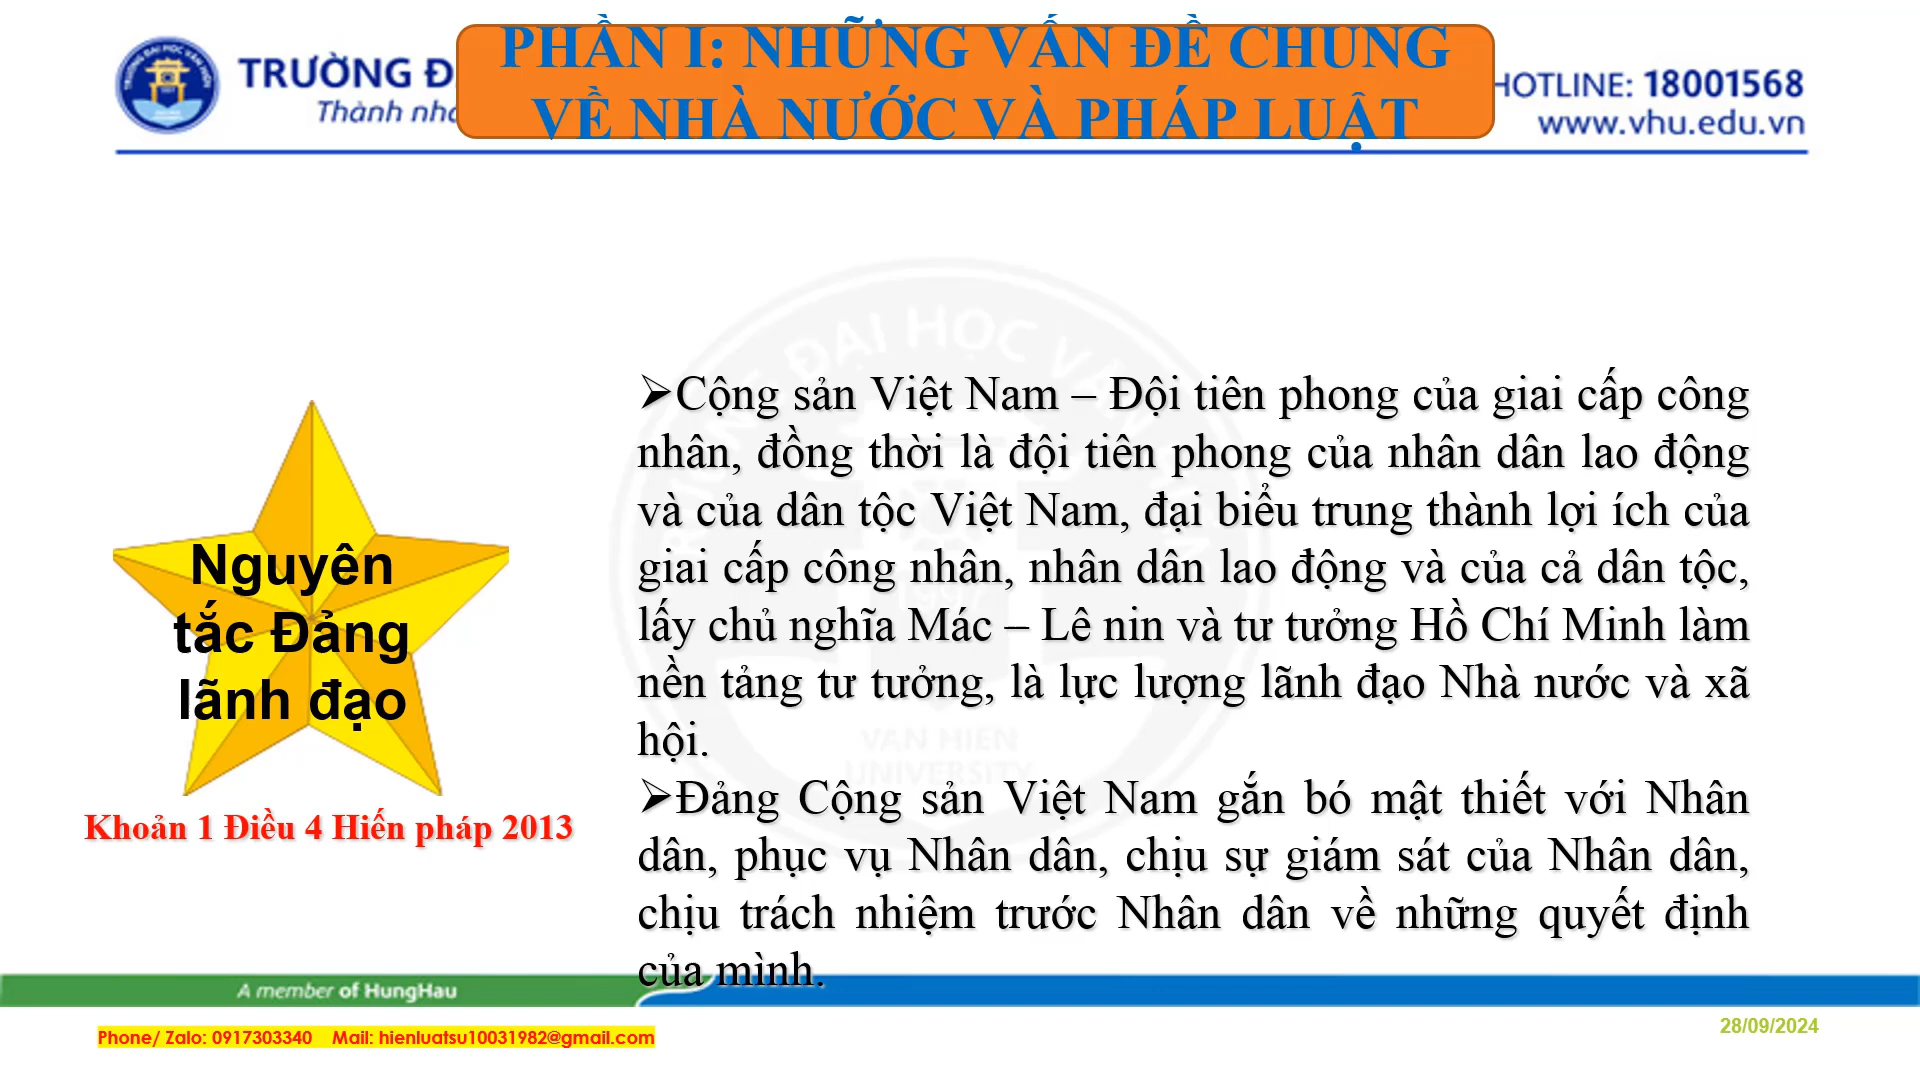 TRƯỜNG Đ
Thành nhâ
PHẦN I: NHỮNG VẤN ĐỀ CHUNG
VỀ NHÀ NƯỚC VÀ PHÁP LUẬT
HOTLINE: 18001568
www.vhu.edu.vn
Nguyên
tắc Đảng
lãnh đạo
Khoản 1 Điều 4 Hiến pháp 2013
➢Cộng sản Việt Nam – Đội tiên phong của giai cấp công
nhân, đồng thời là đội tiên phong của nhân dân lao động
và của dân tộc Việt Nam, đại biểu trung thành lợi ích của
giai cấp công nhân, nhân dân lao động và của cả dân tộc,
lấy chủ nghĩa Mác – Lê nin và tư tưởng Hồ Chí Minh làm
nền tảng tư tưởng, là lực lượng lãnh đạo Nhà nước và xã
hội.
➢Đảng Cộng sản Việt Nam gắn bó mật thiết với Nhân
dân, phục vụ Nhân dân, chịu sự giám sát của Nhân dân,
chịu trách nhiệm trước Nhân dân về những quyết định
của mình.
VAN HIEN
UNIVERSITY
A member of HungHau
Phone/ Zalo: 0917303340 Mail: hienluatsu10031982@gmail.com
28/09/2024